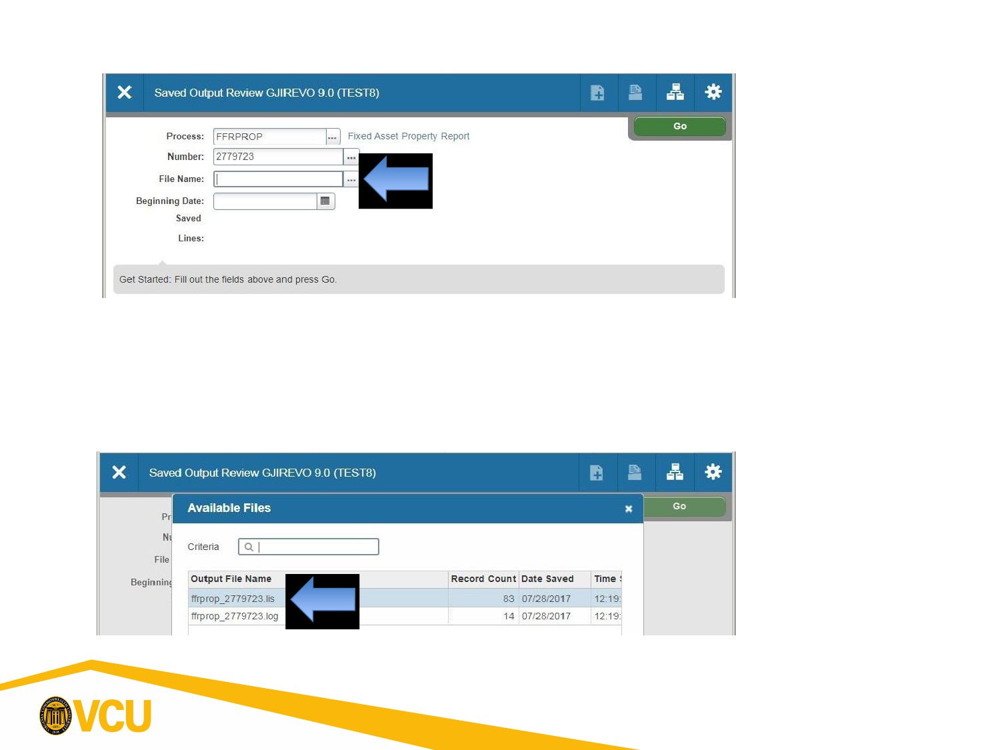 Saved Output Review GJIREVO 9.0 (TEST8)
Go
Process: FFRPROP ... Fixed Asset Property Report
Number: 2779723 ...
File Name: ...
Beginning Date:
Saved
Lines:
Get Started: Fill out the fields above and press Go.
Saved Output Review GJIREVO 9.0 (TEST8)
Available Files
Go
Pr
Nu
File
Beginning
Criteria
Output File Name Record Count Date Saved Time S
ffrprop_2779723.lis 83 07/28/2017 12:19:
ffrprop_2779723.log 14 07/28/2017 12:19:
VCU